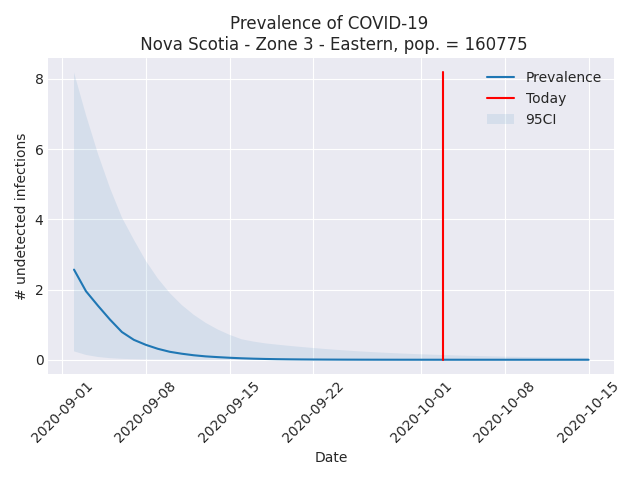 Prevalence of COVID-19
Nova Scotia - Zone 3 - Eastern, pop. = 160775
8
6
4
2
0
# undetected infections
Prevalence
Today
95CI
2020-09-01
2020-09-08
2020-09-15
2020-09-22
2020-10-01
2020-10-08
2020-10-15
Date